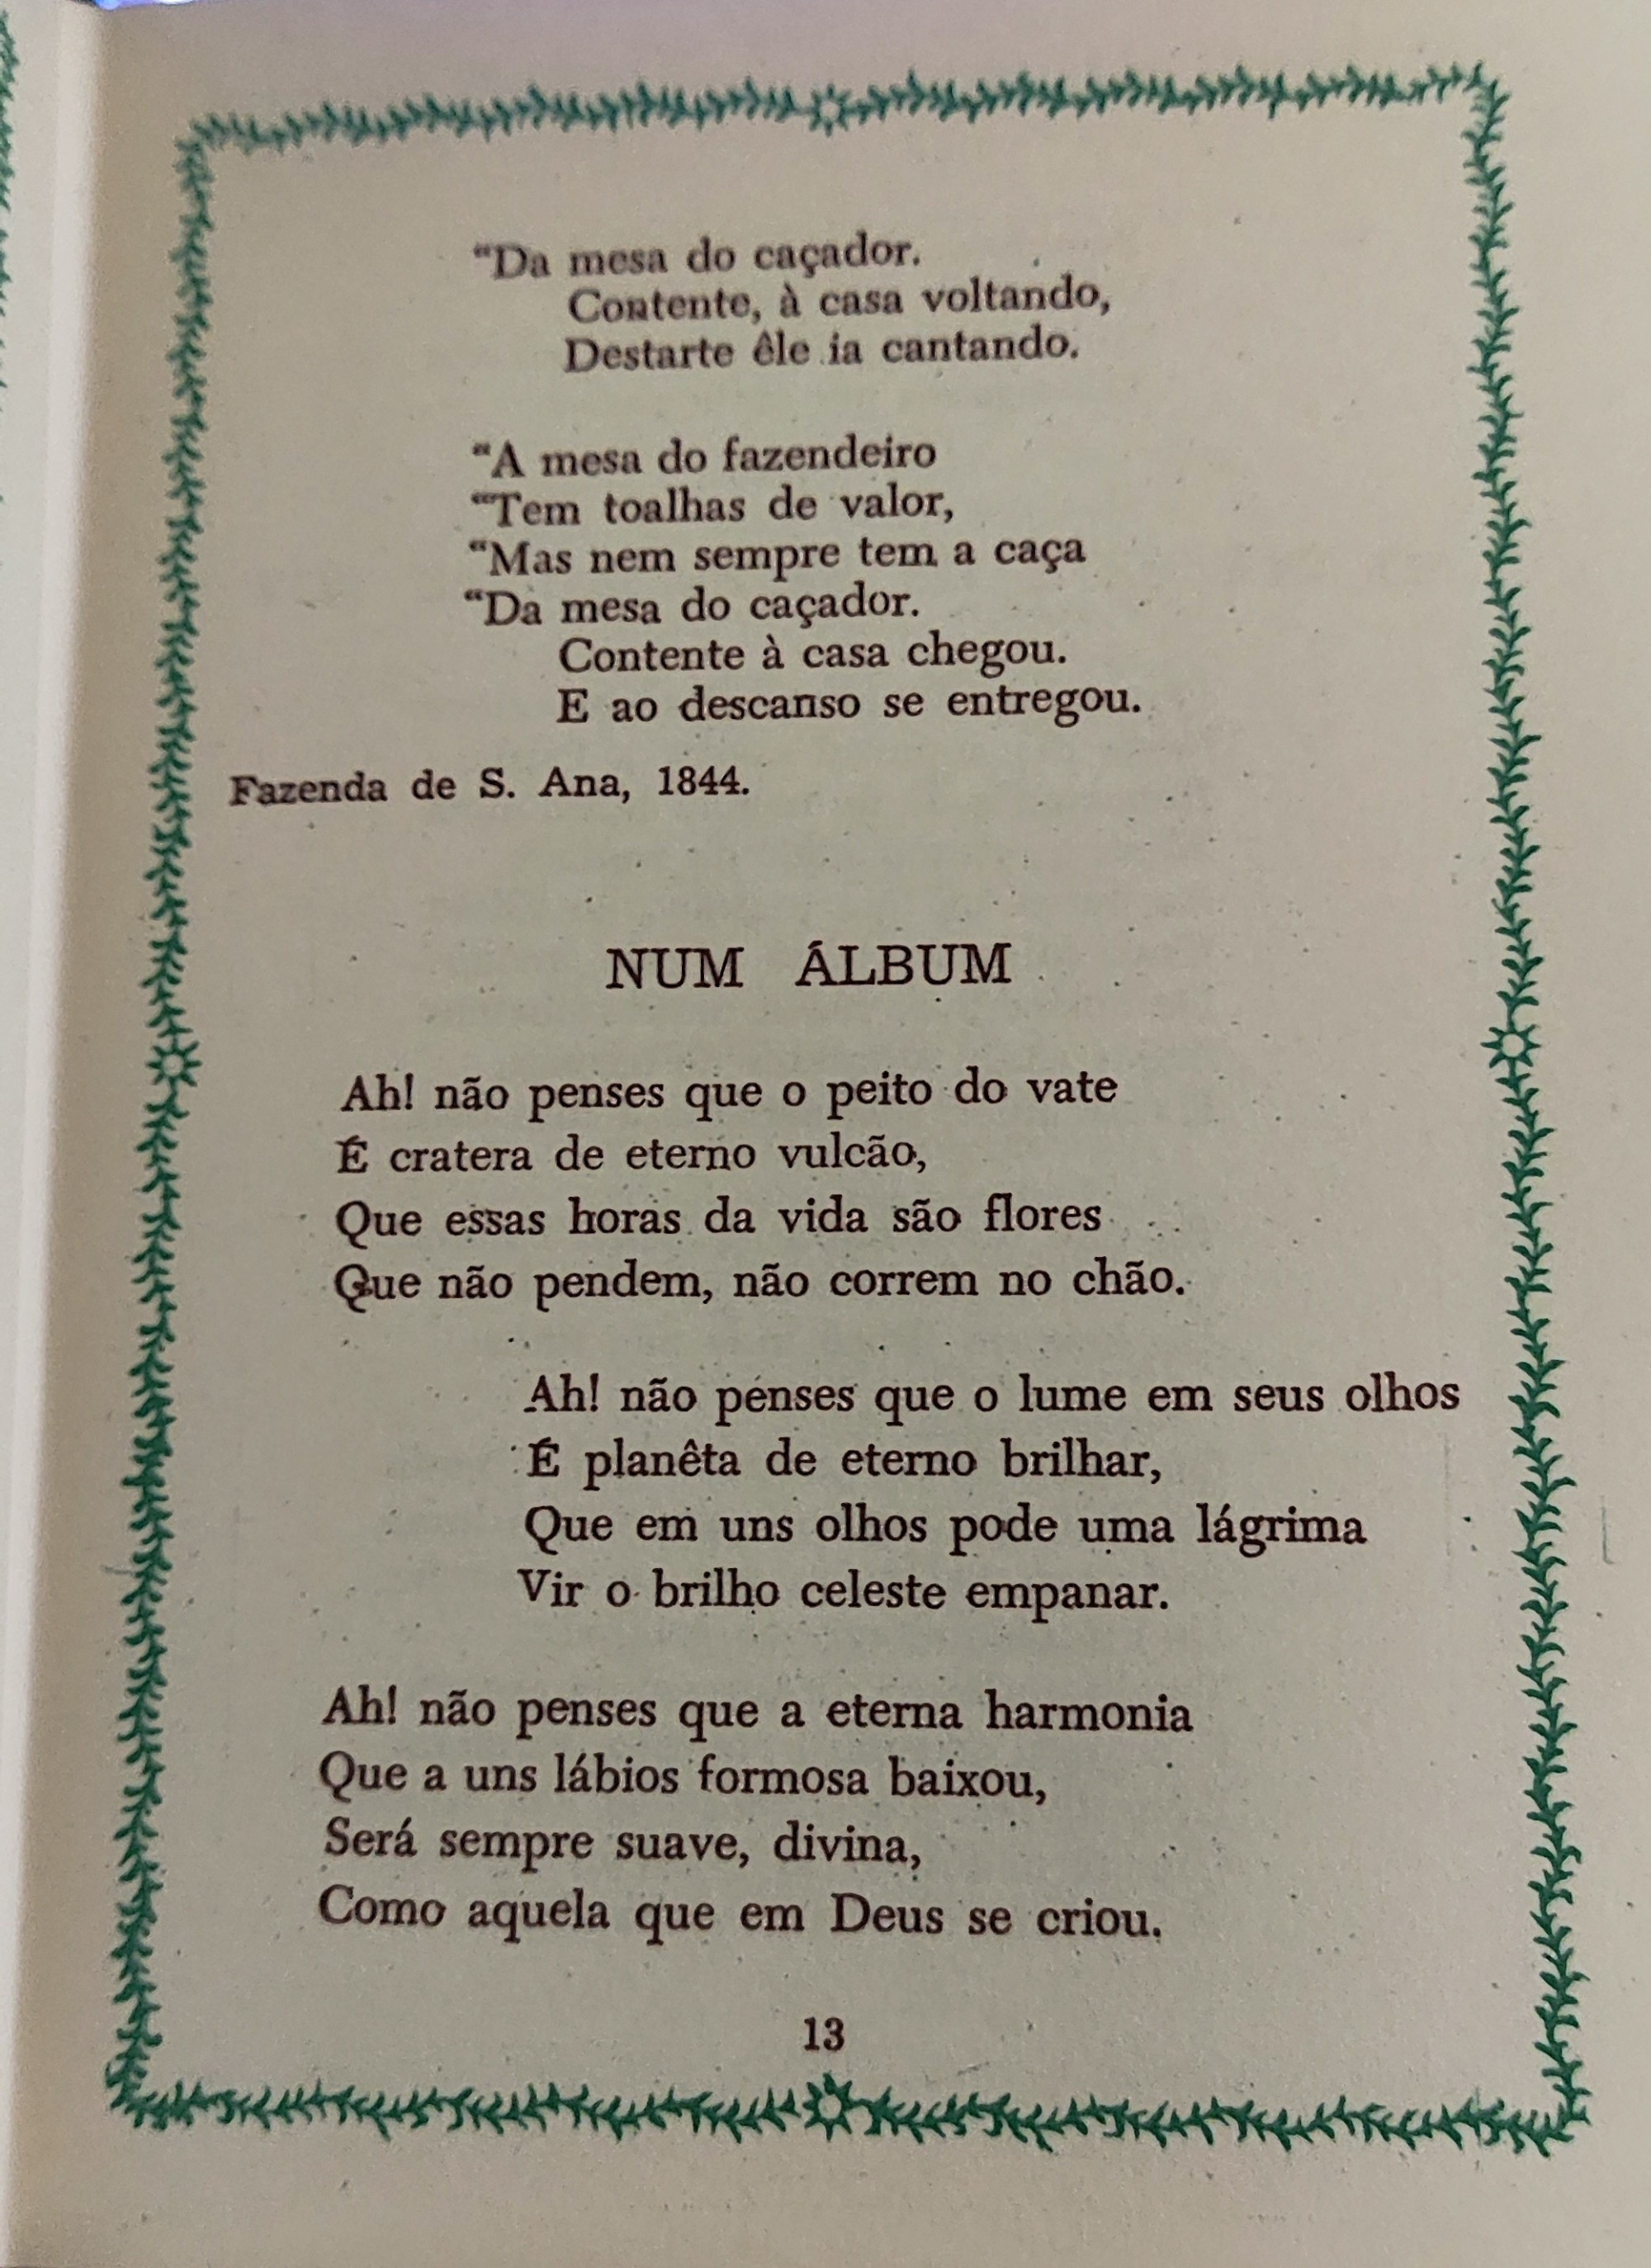 “Da mesa do caçador.
Contente, à casa voltando,
Destarte êle ia cantando.
“A mesa do fazendeiro
“Tem toalhas de valor,
“Mas nem sempre tem a caça
“Da mesa do caçador.
Contente à casa chegou.
E ao descanso se entregou.
Fazenda de S. Ana, 1844.
NUM ÁLBUM
Ah! não penses que o peito do vate
É cratera de eterno vulcão,
Que essas horas da vida são flores
Que não pendem, não correm no chão.
Ah! não penses que o lume em seus olhos
É planêta de eterno brilhar,
Que em uns olhos pode uma lágrima
Vir o brilho celeste empanar.
Ah! não penses que a eterna harmonia
Que a uns lábios formosa baixou,
Será sempre suave, divina,
Como aquela que em Deus se criou.
13